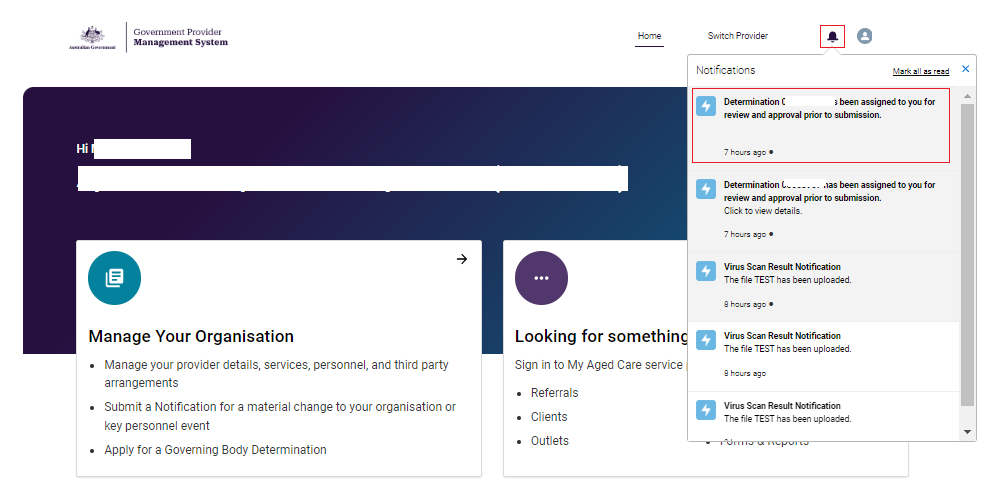 Australian Government
Government Provider
Management System
Home
Switch Provider
Notifications
Mark all as read
Determination has been assigned to you for
review and approval prior to submission.
7 hours ago
Determination has been assigned to you for
review and approval prior to submission.
Click to view details.
7 hours ago
Virus Scan Result Notification
The file TEST has been uploaded.
8 hours ago
Virus Scan Result Notification
The file TEST has been uploaded.
8 hours ago
Virus Scan Result Notification
The file TEST has been uploaded.
Hi
Manage Your Organisation
• Manage your provider details, services, personnel, and third party
arrangements
• Submit a Notification for a material change to your organisation or
key personnel event
• Apply for a Governing Body Determination
Looking for something
Sign in to My Aged Care service
• Referrals
• Clients
• Outlets
• Forms & Reports